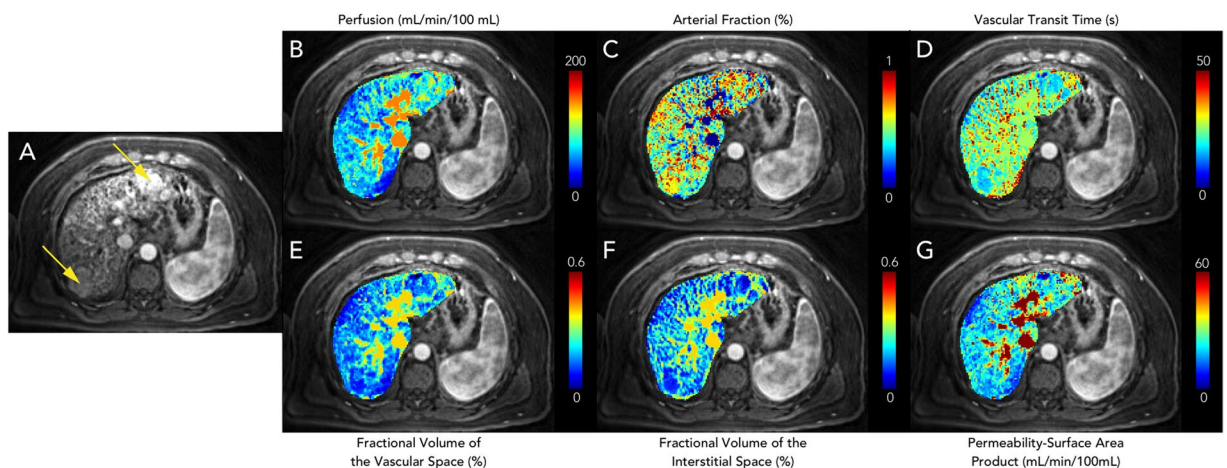 Perfusion (mL/min/100 mL)
Arterial Fraction (%)
Vascular Transit Time (s)
A
B
200
0
C
1
0
D
50
0
E
0.6
0
F
0.6
0
G
60
0
Fractional Volume of
the Vascular Space (%)
Fractional Volume of the
Interstitial Space (%)
Permeability-Surface Area
Product (mL/min/100mL)